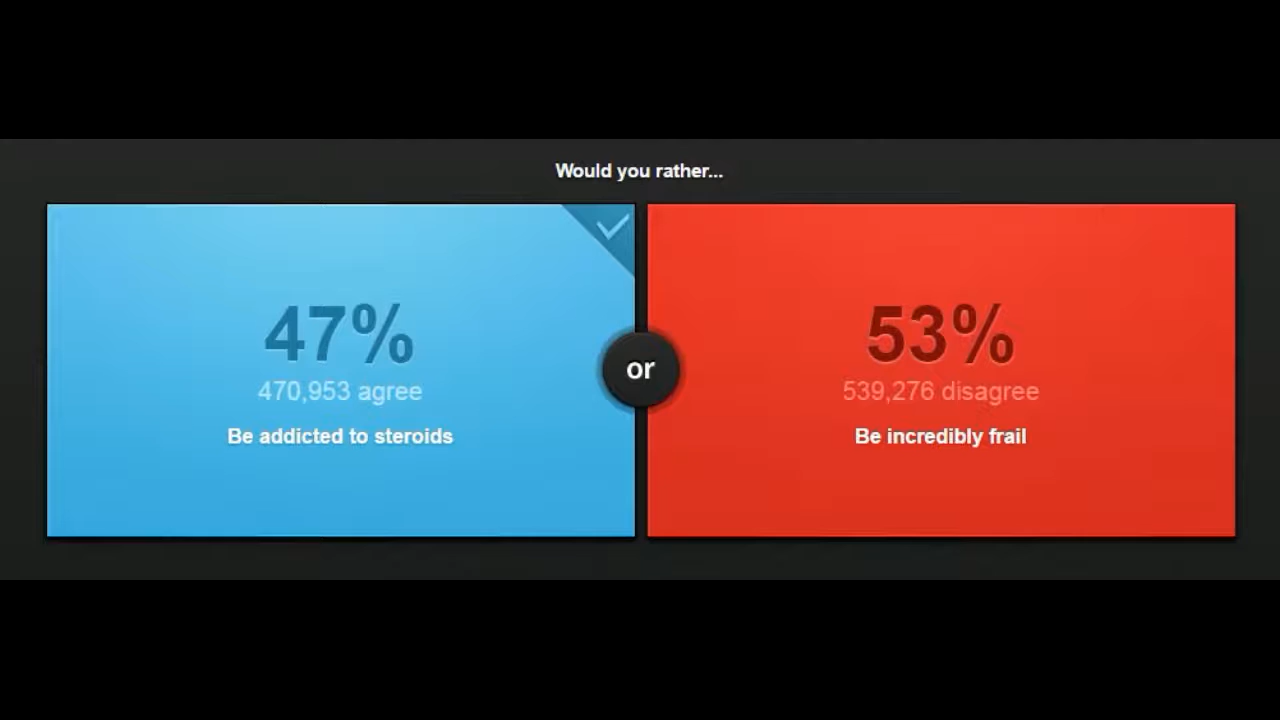 Would you rather...
47%
470,953 agree
Be addicted to steroids
or
53%
539,276 disagree
Be incredibly frail